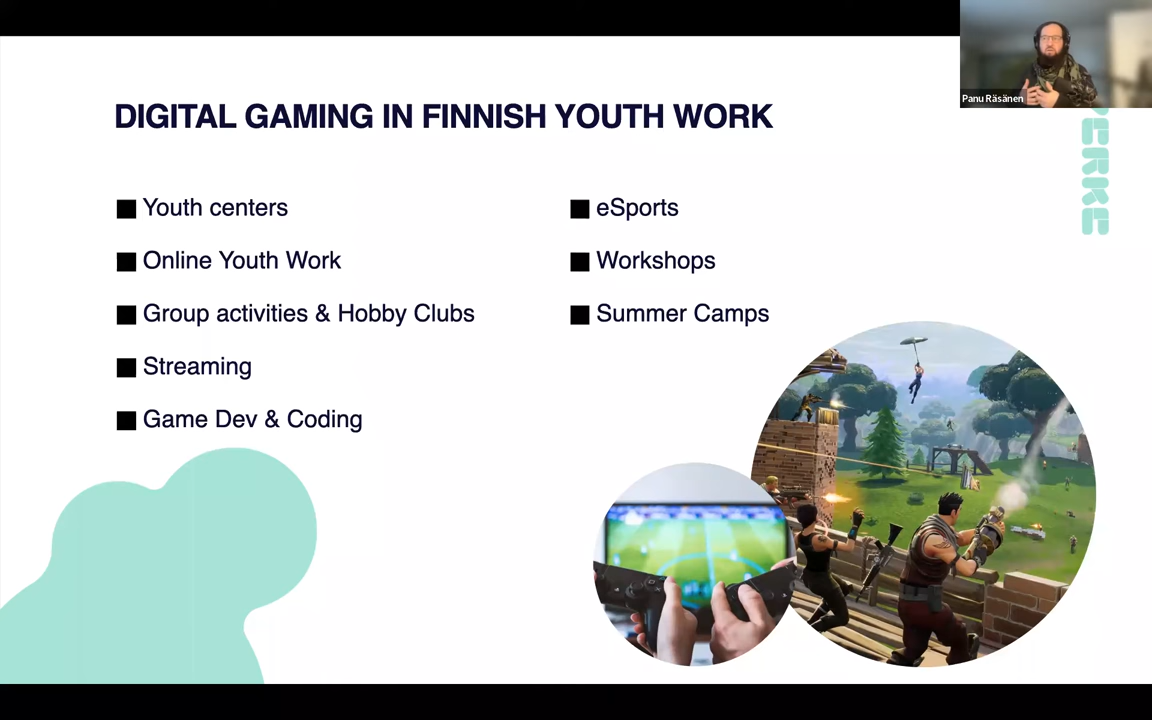 DIGITAL GAMING IN FINNISH YOUTH WORK
Youth centers
Online Youth Work
Group activities & Hobby Clubs
Streaming
Game Dev & Coding
eSports
Workshops
Summer Camps
Panu Räsänen